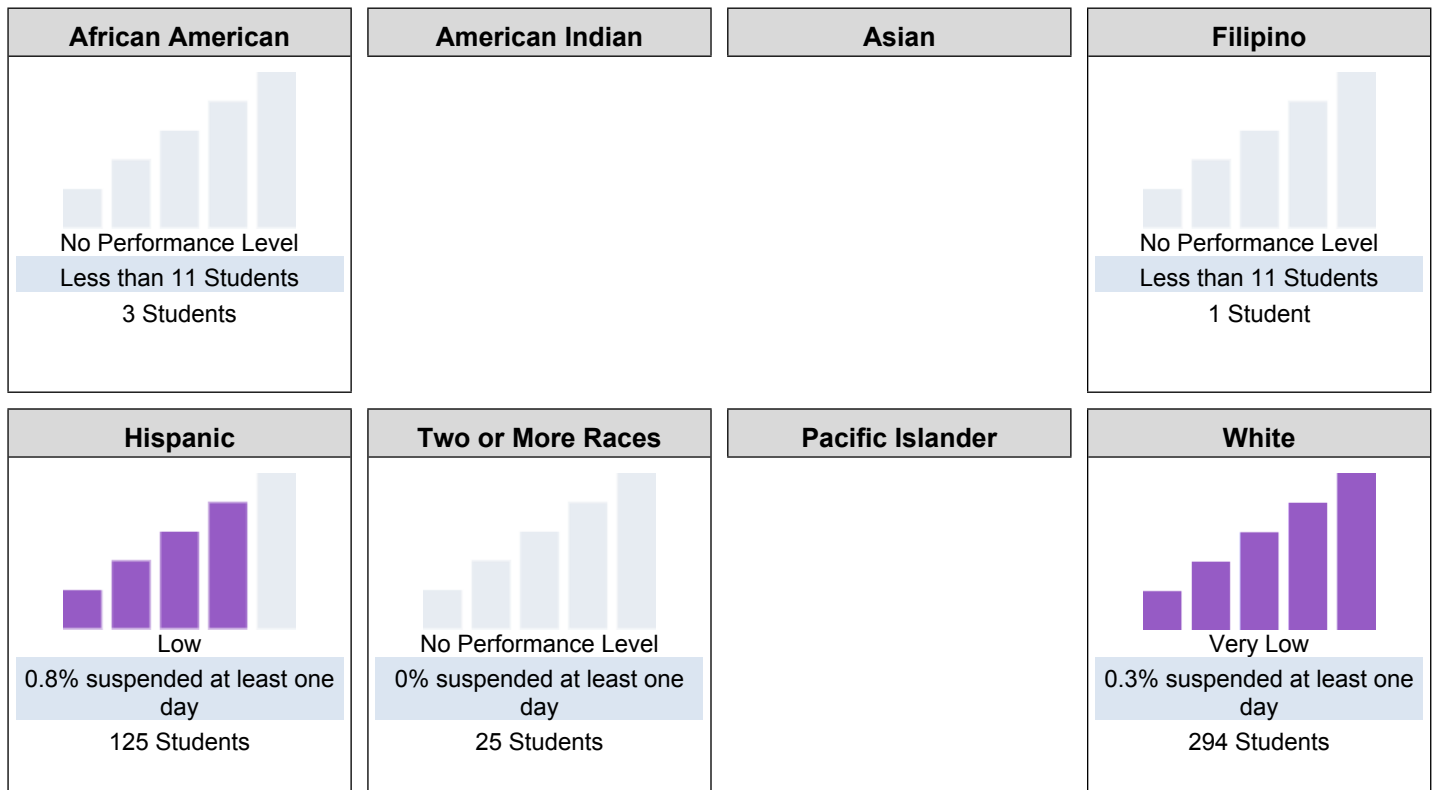 African American
American Indian
Asian
Filipino
No Performance Level
Less than 11 Students
3 Students
No Performance Level
Less than 11 Students
1 Student
Hispanic
Two or More Races
Pacific Islander
White
Low
0.8% suspended at least one
day
125 Students
No Performance Level
0% suspended at least one
day
25 Students
Very Low
0.3% suspended at least one
day
294 Students